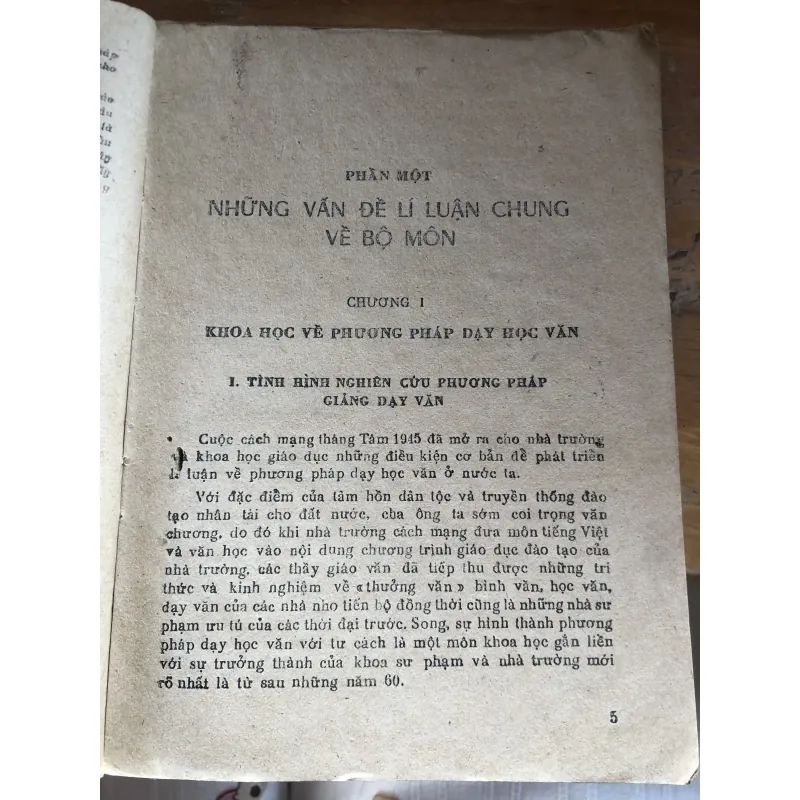 PHẦN MỘT
NHỮNG VẤN ĐỀ LÍ LUẬN CHUNG
VỀ BỘ MÔN
CHƯƠNG I
KHOA HỌC VỀ PHƯƠNG PHÁP DẠY HỌC VĂN
I. TÌNH HÌNH NGHIÊN CỨU PHƯƠNG PHÁP
GIẢNG DẠY VĂN
Cuộc cách mạng tháng Tám 1945 đã mở ra cho nhà trường
và khoa học giáo dục những điều kiện cơ bản để phát triển
lí luận về phương pháp dạy học văn ở nước ta.
Với đặc điểm của tâm hồn dân tộc và truyền thống đào
tạo nhân tài cho đất nước, cha ông ta sớm coi trọng văn
chương, do đó khi nhà trường cách mạng đưa môn tiếng Việt
và văn học vào nội dung chương trình giáo dục đào tạo của
nhà trường, các thầy giáo văn đã tiếp thu được những tri
thức và kinh nghiệm về «thưởng văn» bình văn, học văn,
dạy văn của các nhà nho tiến bộ đồng thời cũng là những nhà sư
phạm ưu tú của các thời đại trước. Song, sự hình thành phương
pháp dạy học văn với tư cách là một môn khoa học gắn liền
với sự trưởng thành của khoa sư phạm và nhà trường mới
rõ nhất là từ sau những năm 60.
5